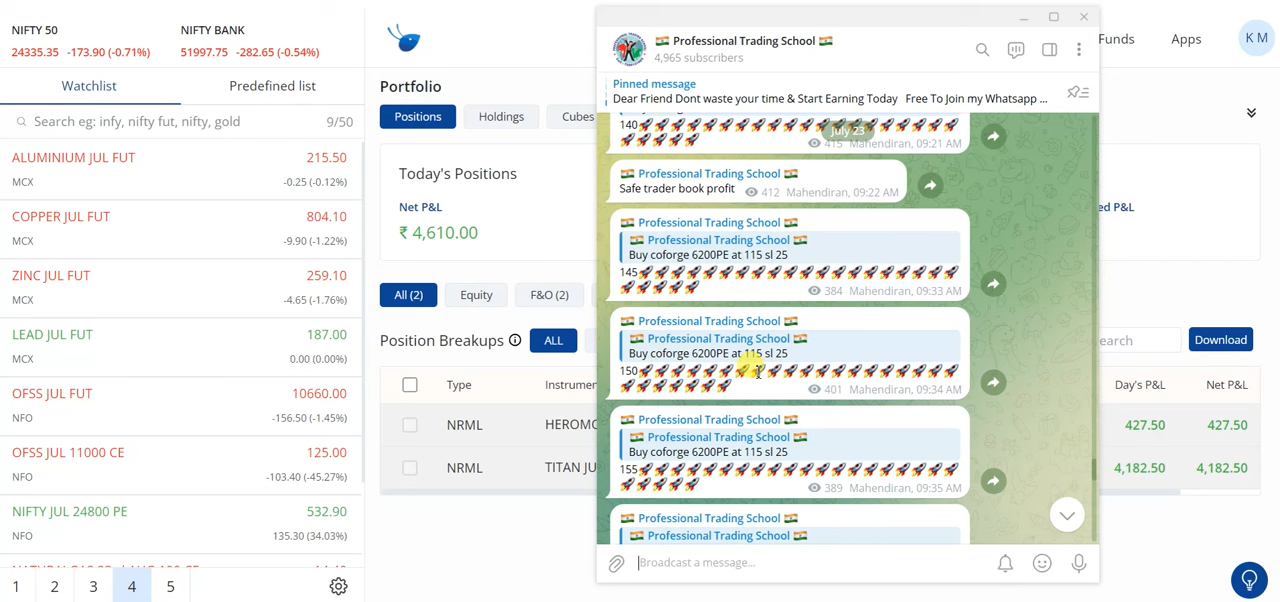 NIFTY 50
24335.35 -173.90 (-0.71%)
NIFTY BANK
51997.75 -282.65 (-0.54%)
Watchlist
Predefined list
Search eg: infy, nifty fut, nifty, gold
9/50
ALUMINIUM JUL FUT 215.50
MCX -0.25 (-0.12%)
COPPER JUL FUT 804.10
MCX -9.90 (-1.22%)
ZINC JUL FUT 259.10
MCX -4.65 (-1.76%)
LEAD JUL FUT 187.00
MCX 0.00 (0.00%)
OFSS JUL FUT 10660.00
NFO -156.50 (-1.45%)
OFSS JUL 11000 CE 125.00
NFO -103.40 (-45.27%)
NIFTY JUL 24800 PE 532.90
NFO 135.30 (34.03%)
1 2 3 4 5
Funds
Apps
K M
Portfolio
Positions
Holdings
Cubes
Today's Positions
Net P&L
₹ 4,610.00
ed P&L
All (2)
Equity
F&O (2)
Position Breakups
ALL
earch
Download
Type Instrumen Day's P&L Net P&L
NRML HEROMO 427.50 427.50
NRML TITAN JU 4,182.50 4,182.50
🇮🇳 Professional Trading School 🇮🇳
4,965 subscribers
Pinned message
Dear Friend Dont waste your time & Start Earning Today Free To Join my Whatsapp ...
July 23
140🚀🚀🚀🚀🚀🚀🚀🚀🚀🚀🚀🚀🚀🚀🚀🚀🚀🚀🚀🚀
🚀🚀🚀🚀🚀 415 Mahendiran, 09:21 AM
🇮🇳 Professional Trading School 🇮🇳
Safe trader book profit 412 Mahendiran, 09:22 AM
🇮🇳 Professional Trading School 🇮🇳
🇮🇳 Professional Trading School 🇮🇳
Buy coforge 6200PE at 115 sl 25
145🚀🚀🚀🚀🚀🚀🚀🚀🚀🚀🚀🚀🚀🚀🚀🚀🚀🚀🚀🚀
🚀🚀🚀🚀🚀 384 Mahendiran, 09:33 AM
🇮🇳 Professional Trading School 🇮🇳
🇮🇳 Professional Trading School 🇮🇳
Buy coforge 6200PE at 115 sl 25
150🚀🚀🚀🚀🚀🚀🚀🚀🚀🚀🚀🚀🚀🚀🚀🚀🚀🚀🚀🚀
🚀🚀🚀🚀🚀🚀🚀 401 Mahendiran, 09:34 AM
🇮🇳 Professional Trading School 🇮🇳
🇮🇳 Professional Trading School 🇮🇳
Buy coforge 6200PE at 115 sl 25
155🚀🚀🚀🚀🚀🚀🚀🚀🚀🚀🚀🚀🚀🚀🚀🚀🚀🚀🚀🚀
🚀🚀🚀🚀🚀 389 Mahendiran, 09:35 AM
🇮🇳 Professional Trading School 🇮🇳
🇮🇳 Professional Trading School 🇮🇳
Broadcast a message...